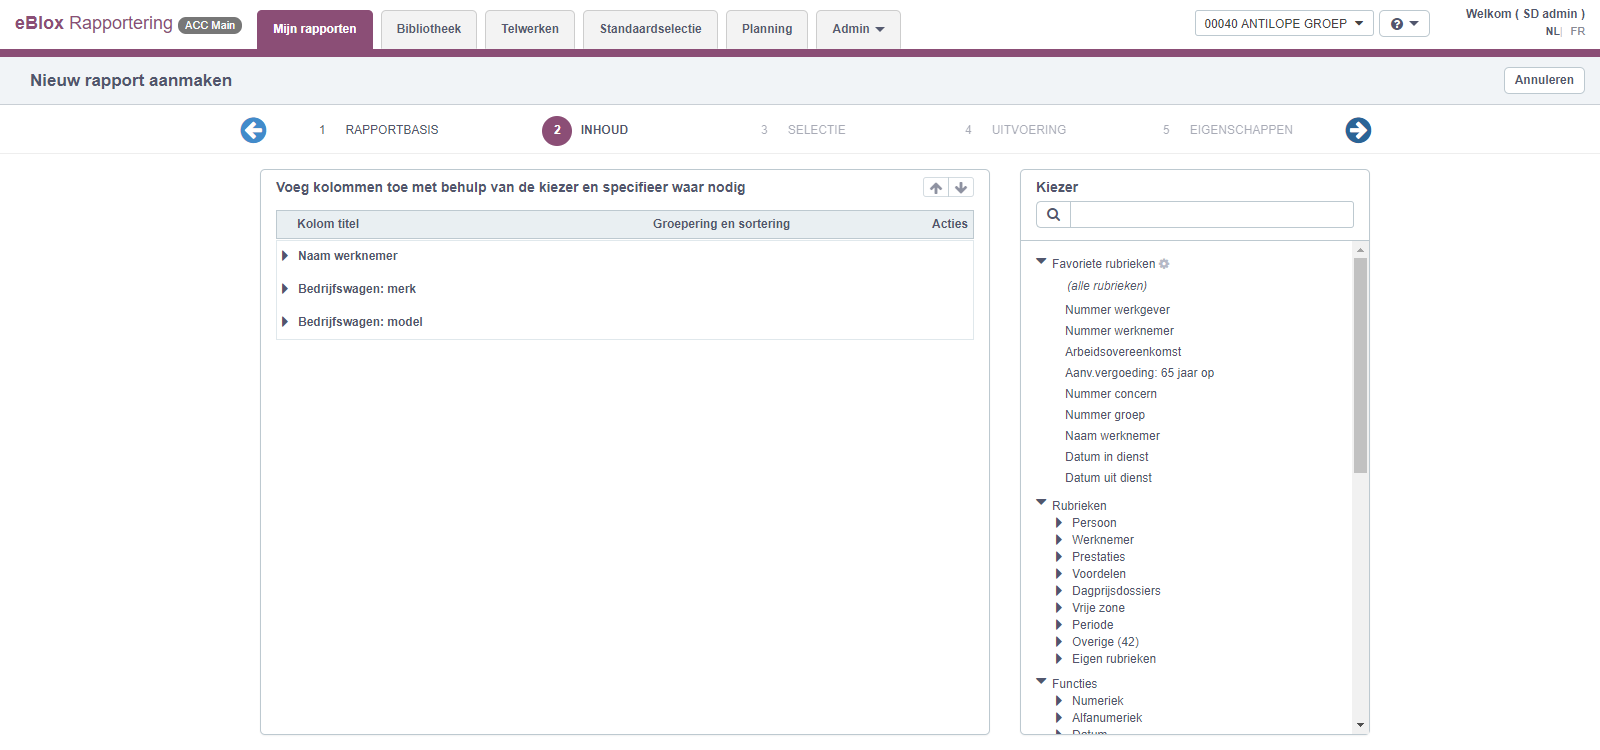 eBlox Rapportering ACC Main
Mijn rapporten
Bibliotheek
Telwerken
Standaardselectie
Planning
Admin
00040 ANTILOPE GROEP
Welkom ( SD admin )
NL| FR
Nieuw rapport aanmaken
Annuleren
1 RAPPORTBASIS
2 INHOUD
3 SELECTIE
4 UITVOERING
5 EIGENSCHAPPEN
Voeg kolommen toe met behulp van de kiezer en specifieer waar nodig
Kolom titel Groepering en sortering Acties
Naam werknemer
Bedrijfswagen: merk
Bedrijfswagen: model
Kiezer
Favoriete rubrieken
(alle rubrieken)
Nummer werkgever
Nummer werknemer
Arbeidsovereenkomst
Aanv.vergoeding: 65 jaar op
Nummer concern
Nummer groep
Naam werknemer
Datum in dienst
Datum uit dienst
Rubrieken
Persoon
Werknemer
Prestaties
Voordelen
Dagprijsdossiers
Vrije zone
Periode
Overige (42)
Eigen rubrieken
Functies
Numeriek
Alfanumeriek
Datum